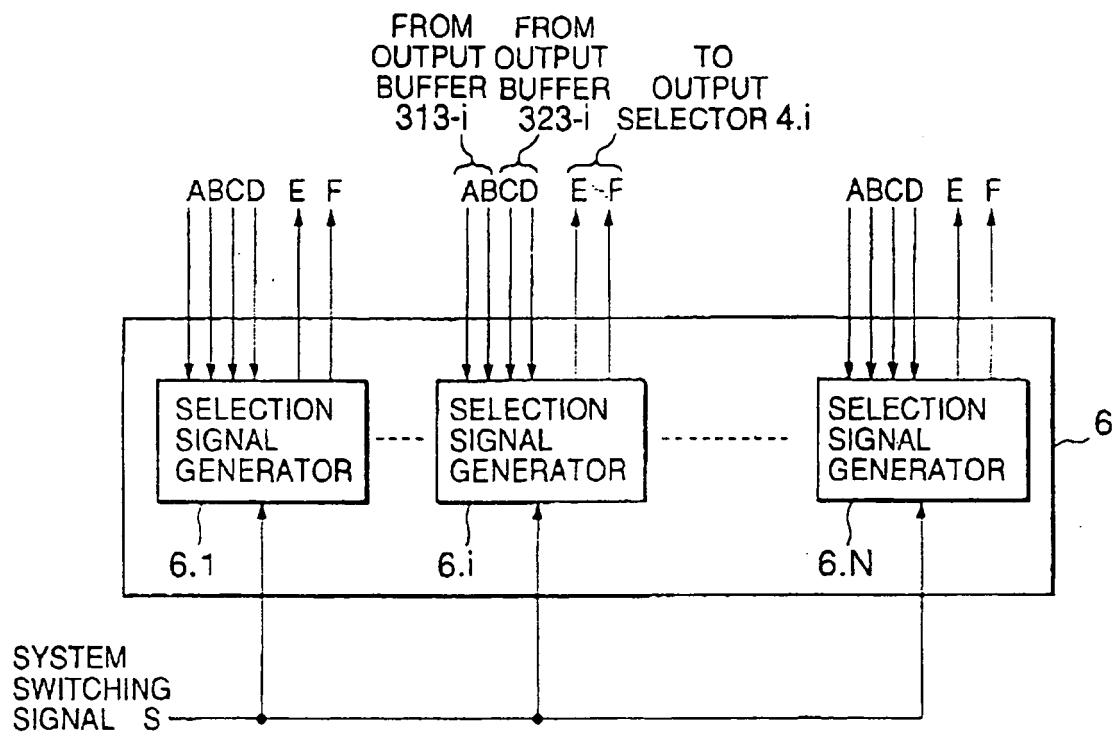 FROM FROM
OUTPUT OUTPUT TO
BUFFER BUFFER OUTPUT
313-i 323-i SELECTOR 4.i
ABCD E F ABCD E F ABCD E F
SELECTION SELECTION SELECTION
SIGNAL SIGNAL SIGNAL
GENERATOR GENERATOR GENERATOR
6
6.1 6.i 6.N
SYSTEM
SWITCHING
SIGNAL S